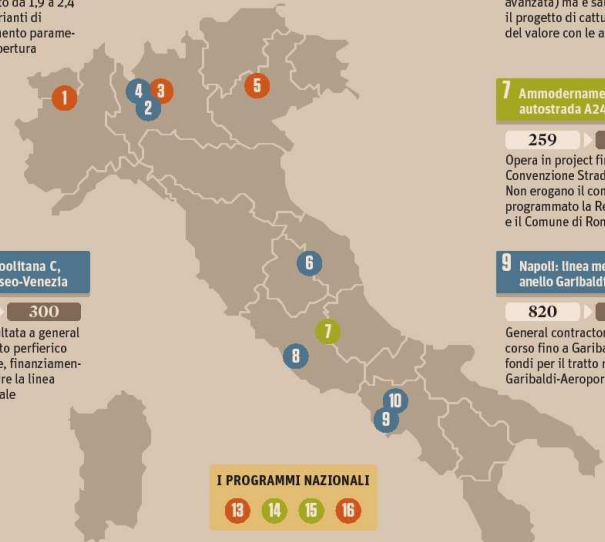 to da 1,9 a 2,4
rianti di
mento parame-
pertura
avanzata) ma è sal
il progetto di cattu
del valore con le a
1
4
3
2
5
7 Ammodername
autostrada A24
259
Opera in project fi
Convenzione Strad
Non erogano il con
programmato la Re
e il Comune di Ron
6
politana C,
seo-Venezia
300
ltata a general
to perfierico
e, finanziamen-
re la linea
ale
9 Napoli: linea me
anello Garibaldi
820
General contractor
corso fino a Gariba
fondi per il tratto n
Garibaldi-Aeropor
7
8
10
9
I PROGRAMMI NAZIONALI
13 14 15 16